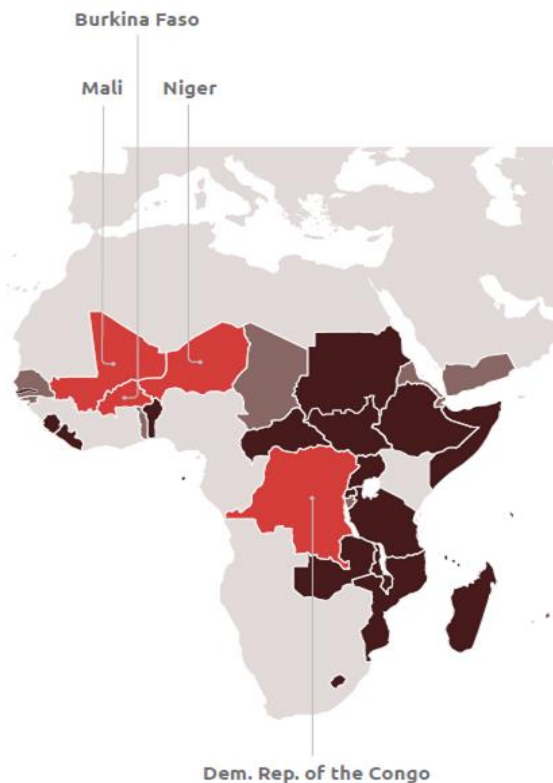 Burkina Faso
Mali
Niger
Dem. Rep. of the Congo